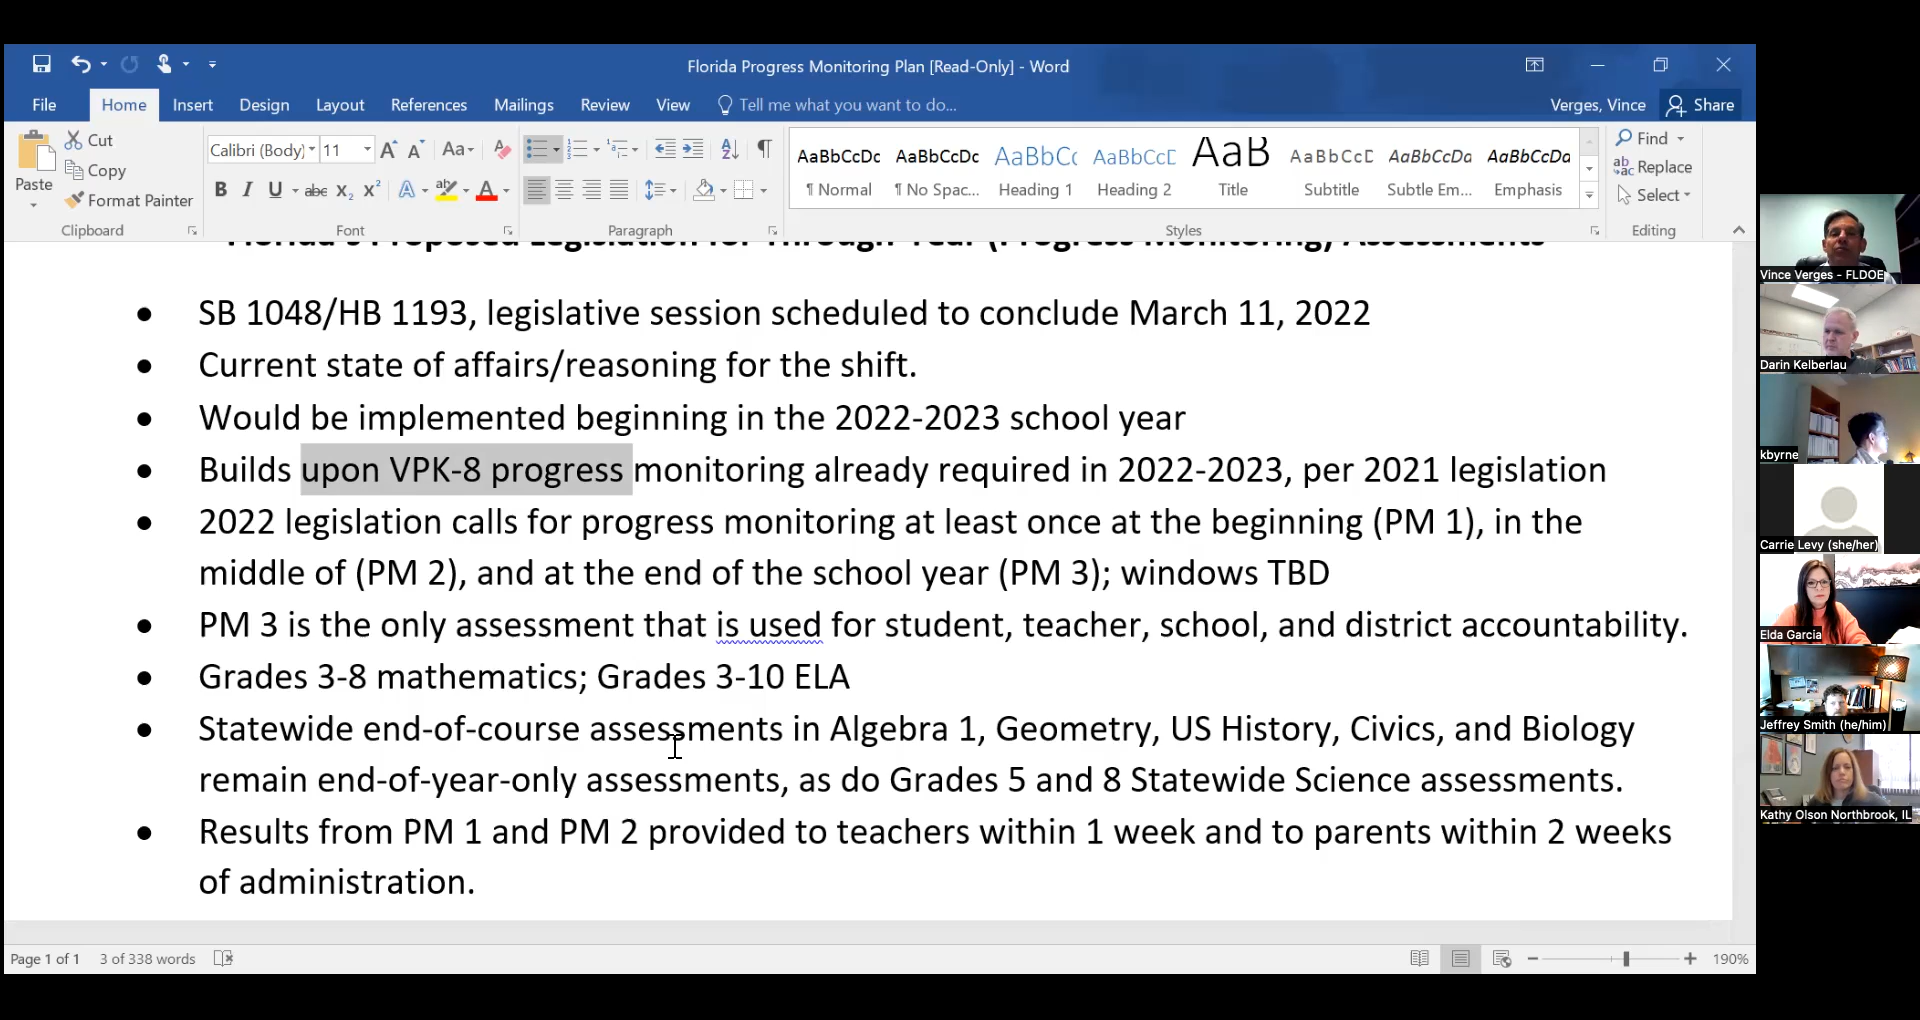 Florida Progress Monitoring Plan [Read-Only] - Word
File Home Insert Design Layout References Mailings Review View Tell me what you want to do... Verges, Vince Share
Paste
Cut
Copy
Format Painter
Clipboard
Calibri (Body) 11
Font
Paragraph
AaBbCcDc AaBbCcDc AaBbCc AaBbCcD AaB AaBbCcD AaBbCcDa AaBbCcDa
¶ Normal ¶ No Spac... Heading 1 Heading 2 Title Subtitle Subtle Em... Emphasis
Styles
Find
Replace
Select
Editing
Florida's Proposed Legislation for Through-Year (Progress Monitoring) Assessments
• SB 1048/HB 1193, legislative session scheduled to conclude March 11, 2022
• Current state of affairs/reasoning for the shift.
• Would be implemented beginning in the 2022-2023 school year
• Builds upon VPK-8 progress monitoring already required in 2022-2023, per 2021 legislation
• 2022 legislation calls for progress monitoring at least once at the beginning (PM 1), in the
middle of (PM 2), and at the end of the school year (PM 3); windows TBD
• PM 3 is the only assessment that is used for student, teacher, school, and district accountability.
• Grades 3-8 mathematics; Grades 3-10 ELA
• Statewide end-of-course assessments in Algebra 1, Geometry, US History, Civics, and Biology
remain end-of-year-only assessments, as do Grades 5 and 8 Statewide Science assessments.
• Results from PM 1 and PM 2 provided to teachers within 1 week and to parents within 2 weeks
of administration.
Page 1 of 1 3 of 338 words 190%
Vince Verges - FLDOE
Darin Kelberlau
kbyrne
Carrie Levy (she/her)
Elda Garcia
Jeffrey Smith (he/him)
Kathy Olson Northbrook, IL